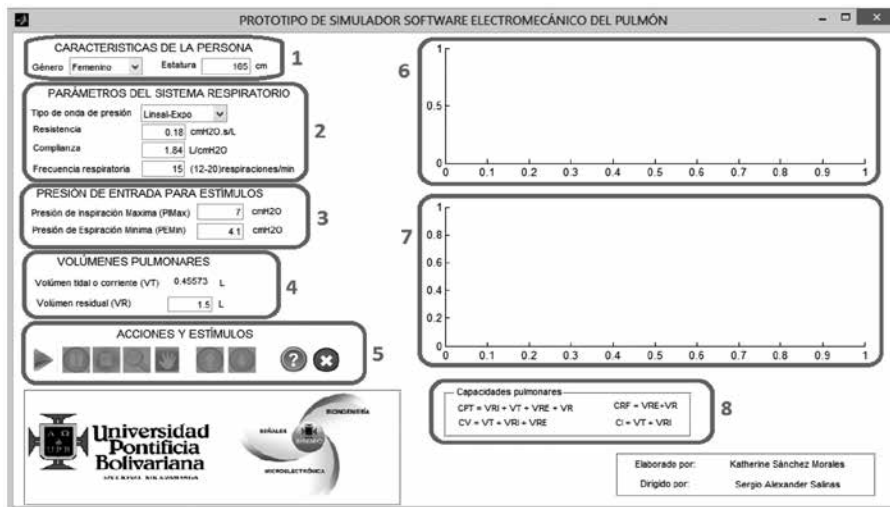 PROTOTIPO DE SIMULADOR SOFTWARE ELECTROMECÁNICO DEL PULMÓN
CARACTERISTICAS DE LA PERSONA
Género Femenino Estatura 165 cm
1
PARÁMETROS DEL SISTEMA RESPIRATORIO
Tipo de onda de presión Lineal-Expo
Resistencia 0.18 cmH2O.s/L
Complianza 1.84 L/cmH2O
Frecuencia respiratoria 15 (12-20)respiraciones/min
2
PRESIÓN DE ENTRADA PARA ESTÍMULOS
Presión de inspiración Maxima (PIMax) 7 cmH2O
Presión de Espiración Minima (PEMin) 4.1 cmH2O
3
VOLÚMENES PULMONARES
Volúmen tidal o corriente (VT) 0.45573 L
Volúmen residual (VR) 1.5 L
4
ACCIONES Y ESTÍMULOS
5
Universidad
Pontificia
Bolivariana
BIOINGENIERÍA
SEÑALES
MICROELECTRÓNICA
6
1
0.5
0
0 0.1 0.2 0.3 0.4 0.5 0.6 0.7 0.8 0.9 1
7
1
0.8
0.6
0.4
0.2
0
0 0.1 0.2 0.3 0.4 0.5 0.6 0.7 0.8 0.9 1
Capacidades pulmonares
CPT = VRI + VT + VRE + VR CRF = VRE+VR
CV = VT + VRI + VRE CI = VT + VRI
8
Elaborado por: Katherine Sánchez Morales
Dirigido por: Sergio Alexander Salinas